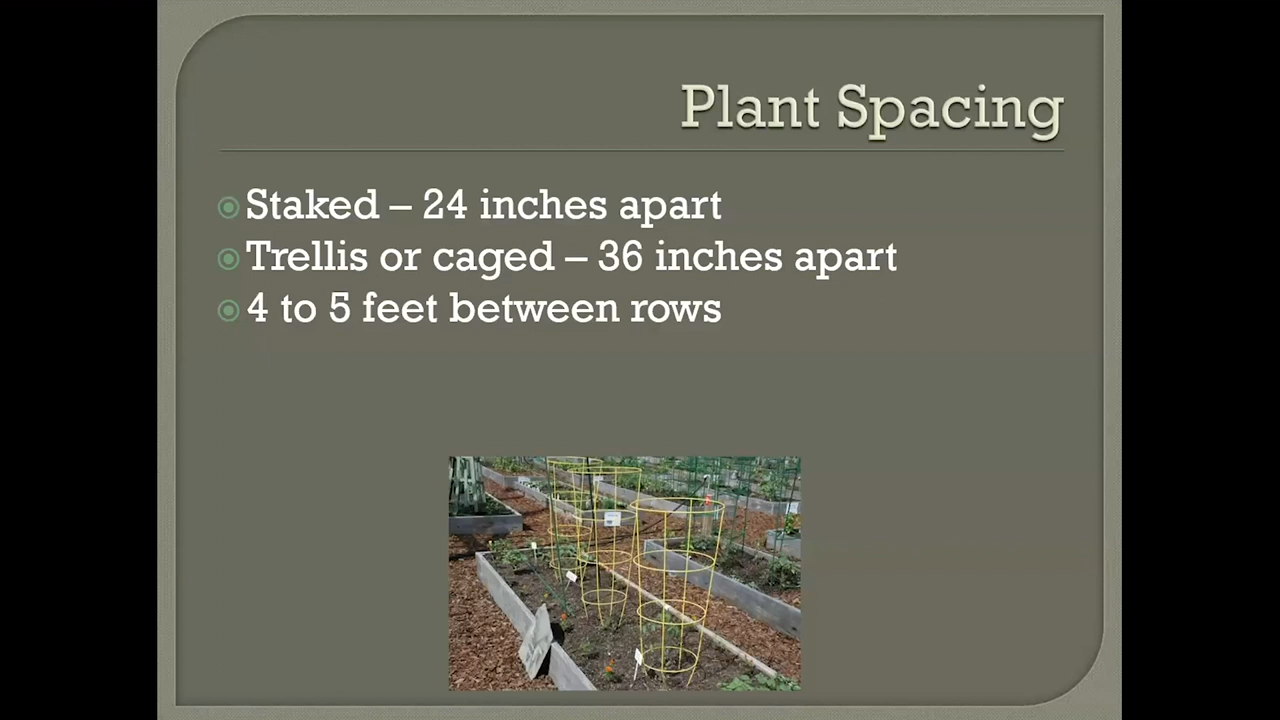 Plant Spacing
Staked – 24 inches apart
Trellis or caged – 36 inches apart
4 to 5 feet between rows